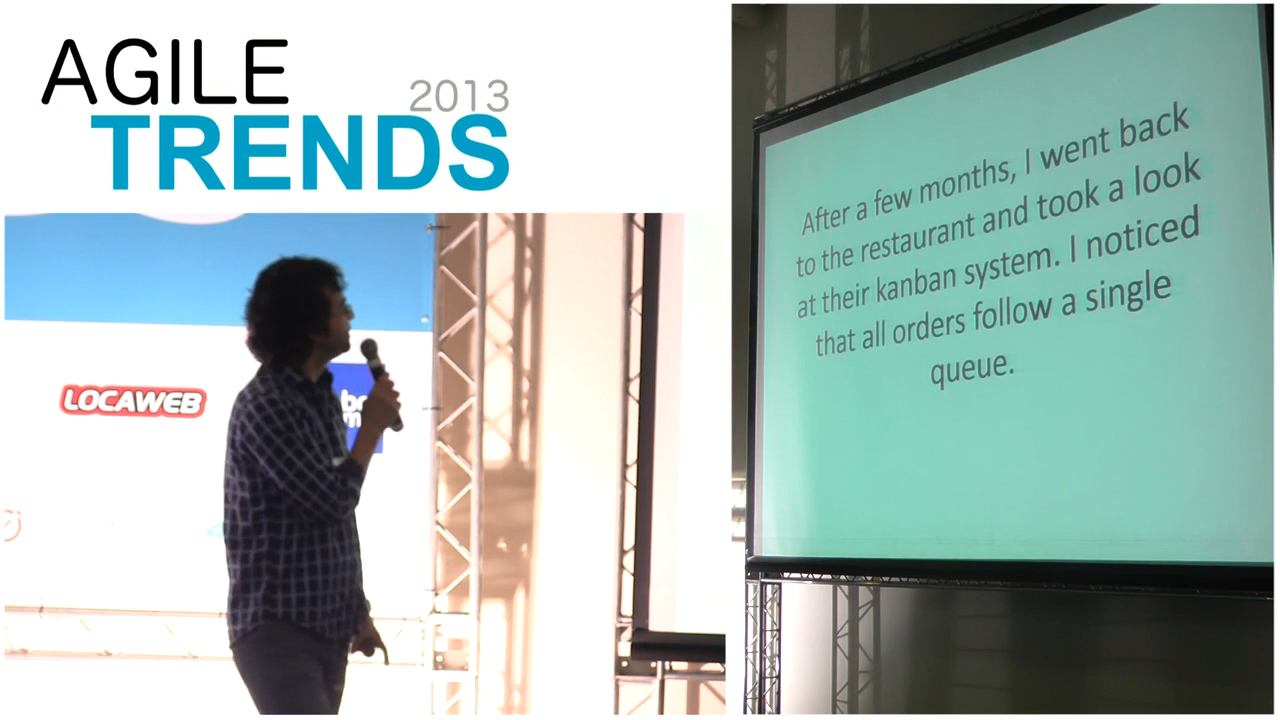 AGILE
2013
TRENDS
LOCAWEB
After a few months, I went back
to the restaurant and took a look
at their kanban system. I noticed
that all orders follow a single
queue.